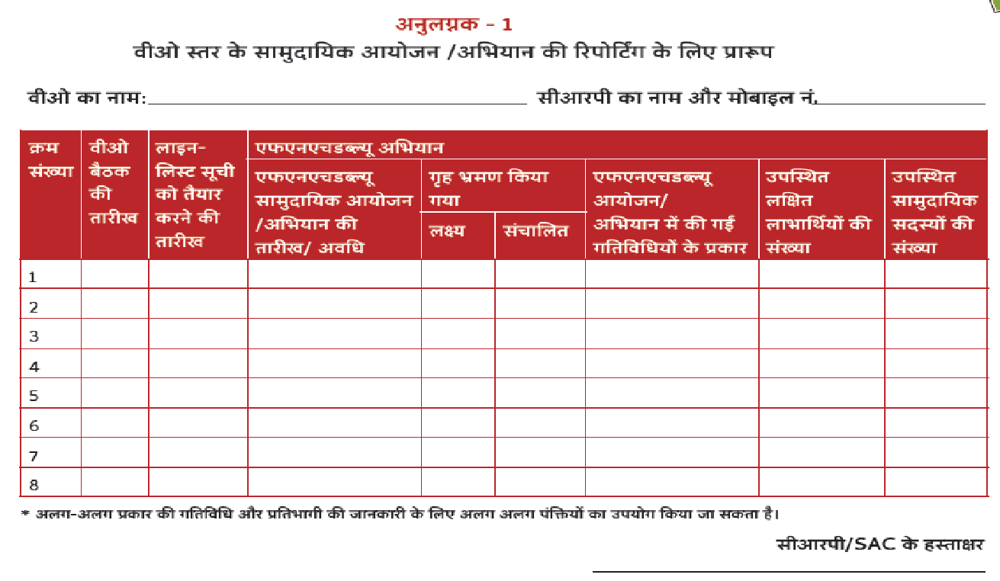 अनुलग्नक – 1
वीओ स्तर के सामुदायिक आयोजन /अभियान की रिपोर्टिंग के लिए प्रारूप
वीओ का नाम: सीआरपी का नाम और मोबाइल नं.
क्रम
संख्या
वीओ
बैठक
की
तारीख
लाइन-
लिस्ट सूची
को तैयार
करने की
तारीख
एफएनएचडब्ल्यू अभियान
एफएनएचडब्ल्यू
सामुदायिक आयोजन
/अभियान की
तारीख/ अवधि
गृह भ्रमण किया
गया
लक्ष्य
संचालित
एफएनएचडब्ल्यू
आयोजन/
अभियान में की गई
गतिविधियों के प्रकार
उपस्थित
लक्षित
लाभार्थियों की
संख्या
उपस्थित
सामुदायिक
सदस्यों की
संख्या
1
2
3
4
5
6
7
8
* अलग-अलग प्रकार की गतिविधि और प्रतिभागी की जानकारी के लिए अलग अलग पंक्तियों का उपयोग किया जा सकता है।
सीआरपी/SAC के हस्ताक्षर